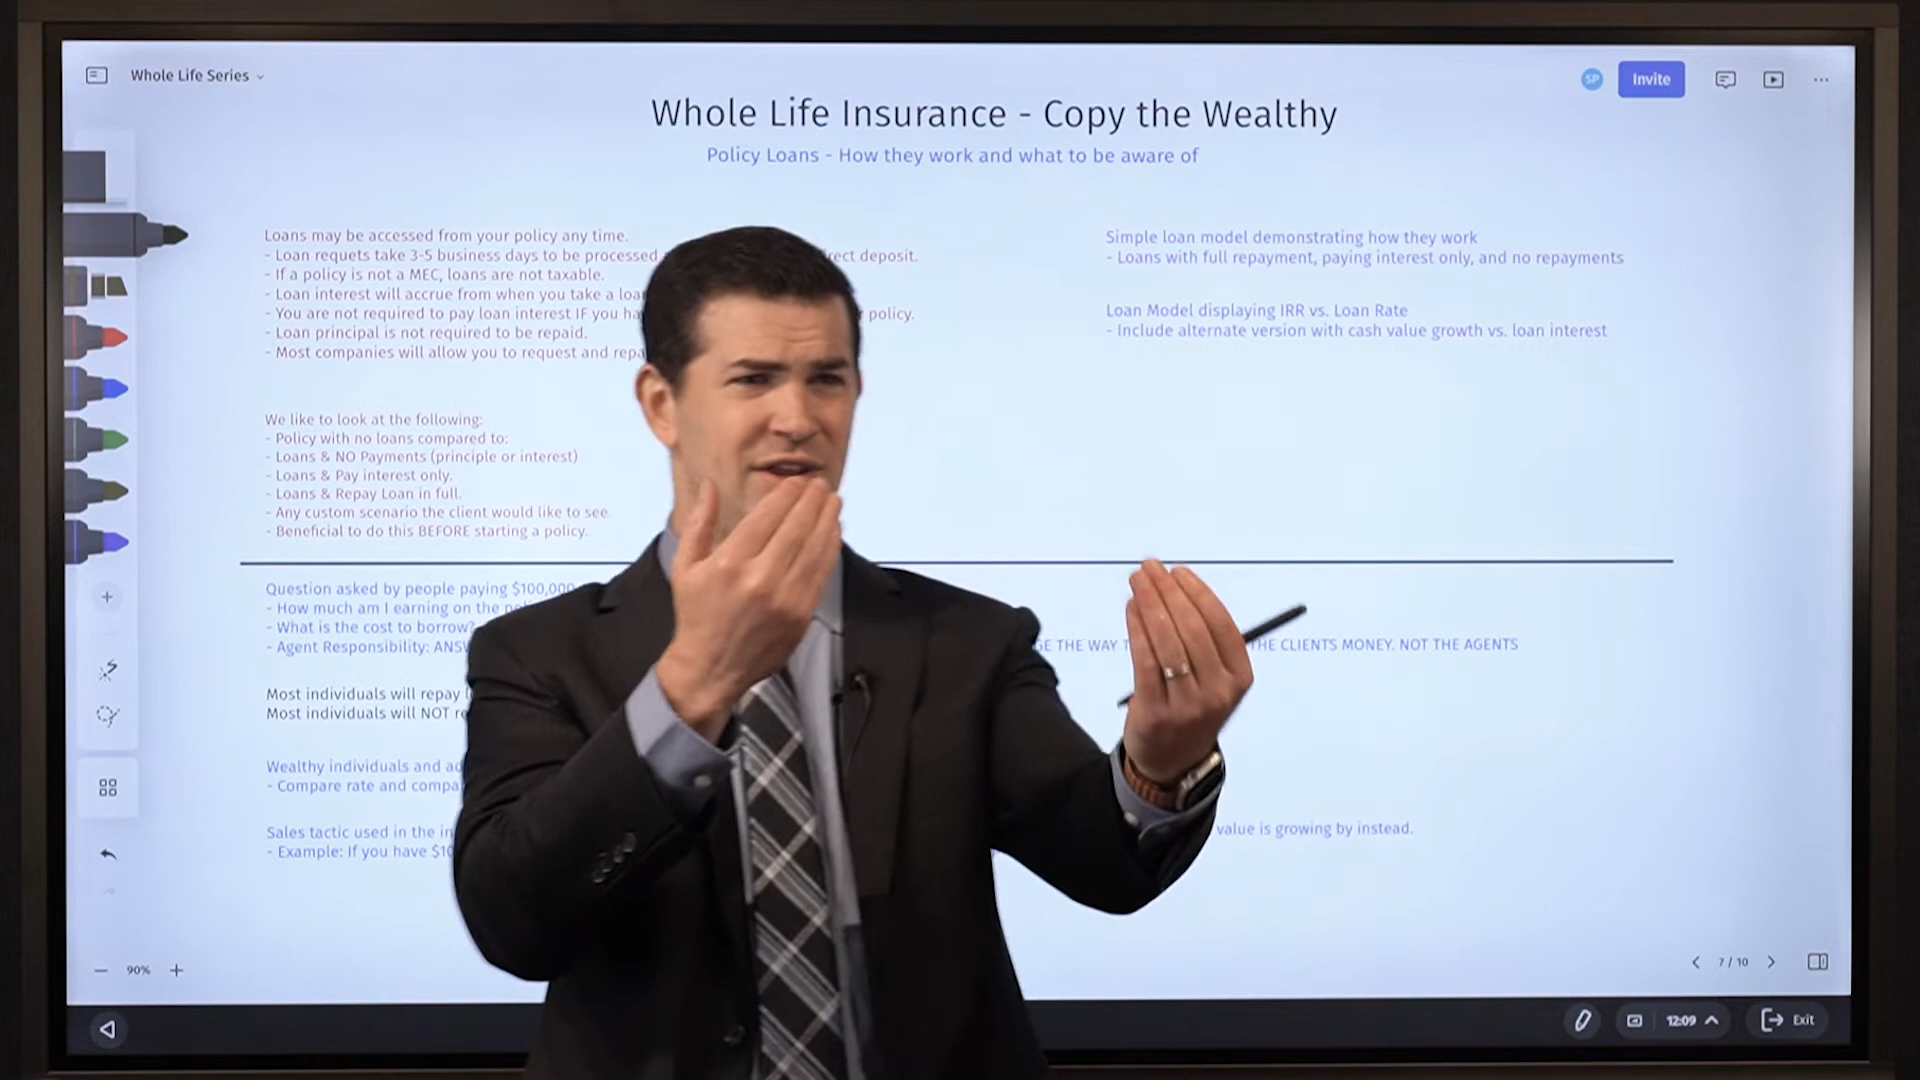 Whole Life Series
SP
Invite
Whole Life Insurance - Copy the Wealthy
Policy Loans - How they work and what to be aware of
Loans may be accessed from your policy any time.
- Loan requets take 3-5 business days to be processed rect deposit.
- If a policy is not a MEC, loans are not taxable.
- Loan interest will accrue from when you take a loa
- You are not required to pay loan interest IF you ha policy.
- Loan principal is not required to be repaid.
- Most companies will allow you to request and repa
Simple loan model demonstrating how they work
- Loans with full repayment, paying interest only, and no repayments
Loan Model displaying IRR vs. Loan Rate
- Include alternate version with cash value growth vs. loan interest
We like to look at the following:
- Policy with no loans compared to:
- Loans & NO Payments (principle or interest)
- Loans & Pay interest only.
- Loans & Repay Loan in full.
- Any custom scenario the client would like to see.
- Beneficial to do this BEFORE starting a policy.
Question asked by people paying $100,000
- How much am I earning on the
- What is the cost to borrow?
- Agent Responsibility: ANSW GE THE WAY T THE CLIENTS MONEY. NOT THE AGENTS
Most individuals will repay
Most individuals will NOT re
Wealthy individuals and ad
- Compare rate and compa
Sales tactic used in the in value is growing by instead.
- Example: If you have $10
90%
7 / 10
12:09
Exit